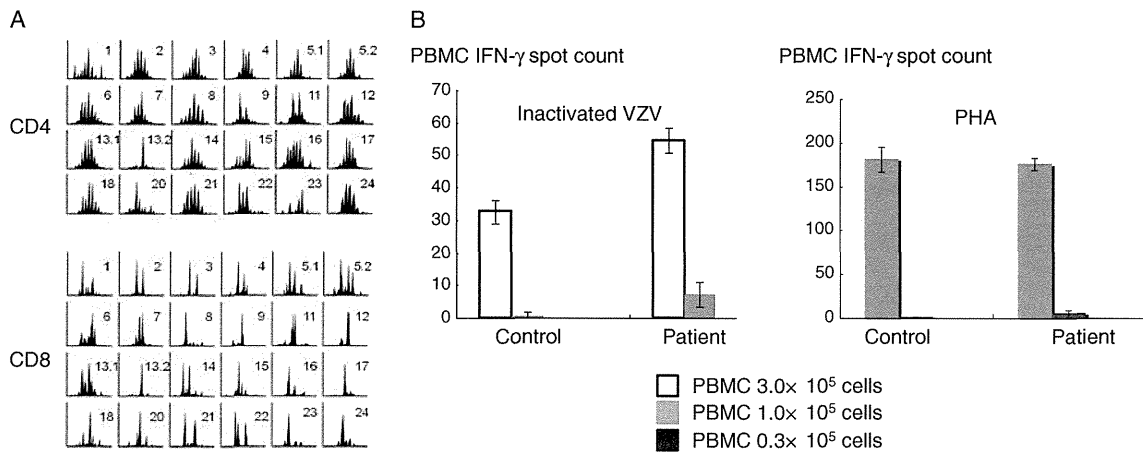 A
CD4
1 2 3 4 5.1 5.2
6 7 8 9 11 12
13.1 13.2 14 15 16 17
18 20 21 22 23 24
CD8
1 2 3 4 5.1 5.2
6 7 8 9 11 12
13.1 13.2 14 15 16 17
18 20 21 22 23 24
B
PBMC IFN-γ spot count
Inactivated VZV
70
60
50
40
30
20
10
0
Control Patient
PBMC IFN-γ spot count
PHA
250
200
150
100
50
0
Control Patient
PBMC 3.0× 10⁵ cells
PBMC 1.0× 10⁵ cells
PBMC 0.3× 10⁵ cells